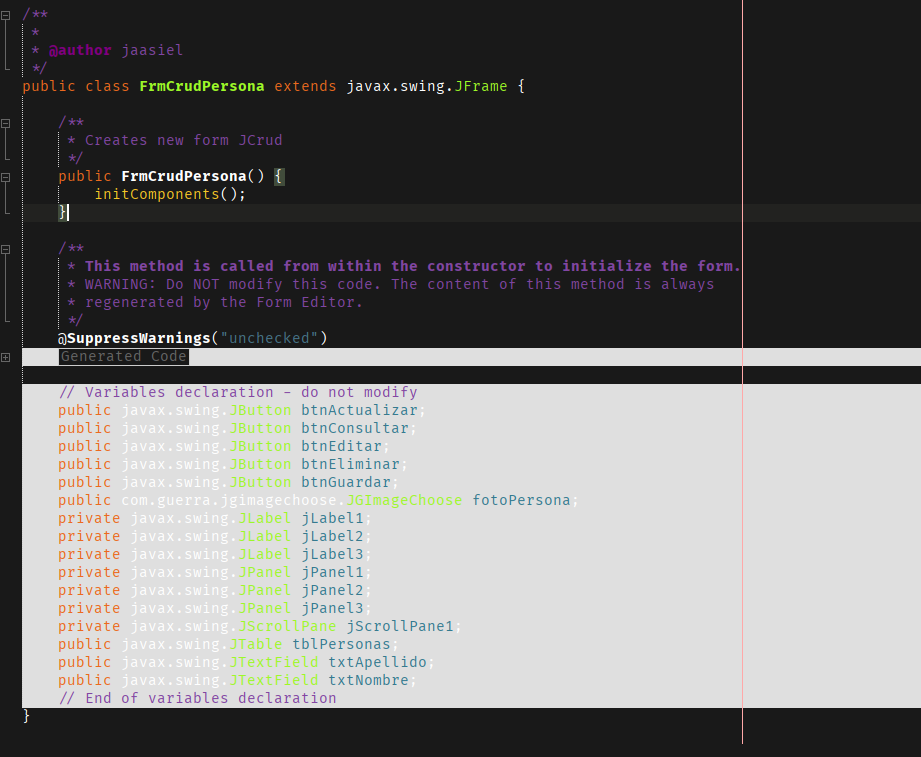 /**
 *
 * @author jaasiel
 */
public class FrmCrudPersona extends javax.swing.JFrame {
    /**
     * Creates new form JCrud
     */
    public FrmCrudPersona() {
        initComponents();
    }
    /**
     * This method is called from within the constructor to initialize the form.
     * WARNING: Do NOT modify this code. The content of this method is always
     * regenerated by the Form Editor.
     */
    @SuppressWarnings("unchecked")
    Generated Code
    // Variables declaration - do not modify
    public javax.swing.JButton btnActualizar;
    public javax.swing.JButton btnConsultar;
    public javax.swing.JButton btnEditar;
    public javax.swing.JButton btnEliminar;
    public javax.swing.JButton btnGuardar;
    public com.guerra.jgimagechoose.JGImageChoose fotoPersona;
    private javax.swing.JLabel jLabel1;
    private javax.swing.JLabel jLabel2;
    private javax.swing.JLabel jLabel3;
    private javax.swing.JPanel jPanel1;
    private javax.swing.JPanel jPanel2;
    private javax.swing.JPanel jPanel3;
    private javax.swing.JScrollPane jScrollPane1;
    public javax.swing.JTable tblPersonas;
    public javax.swing.JTextField txtApellido;
    public javax.swing.JTextField txtNombre;
    // End of variables declaration
}